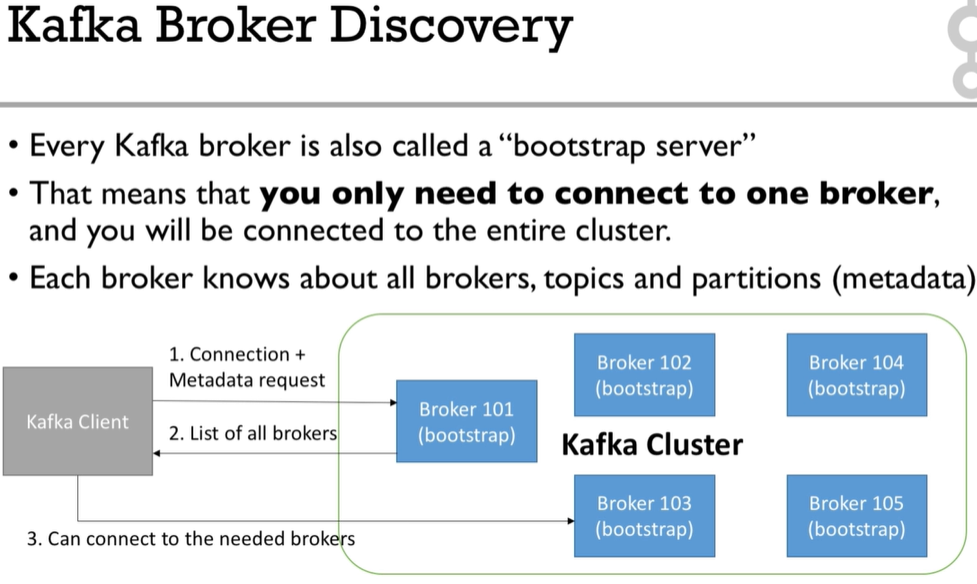 Kafka Broker Discovery
• Every Kafka broker is also called a “bootstrap server”
• That means that you only need to connect to one broker,
and you will be connected to the entire cluster.
• Each broker knows about all brokers, topics and partitions (metadata)
Kafka Client
1. Connection +
Metadata request
2. List of all brokers
3. Can connect to the needed brokers
Broker 101
(bootstrap)
Broker 102
(bootstrap)
Broker 104
(bootstrap)
Kafka Cluster
Broker 103
(bootstrap)
Broker 105
(bootstrap)